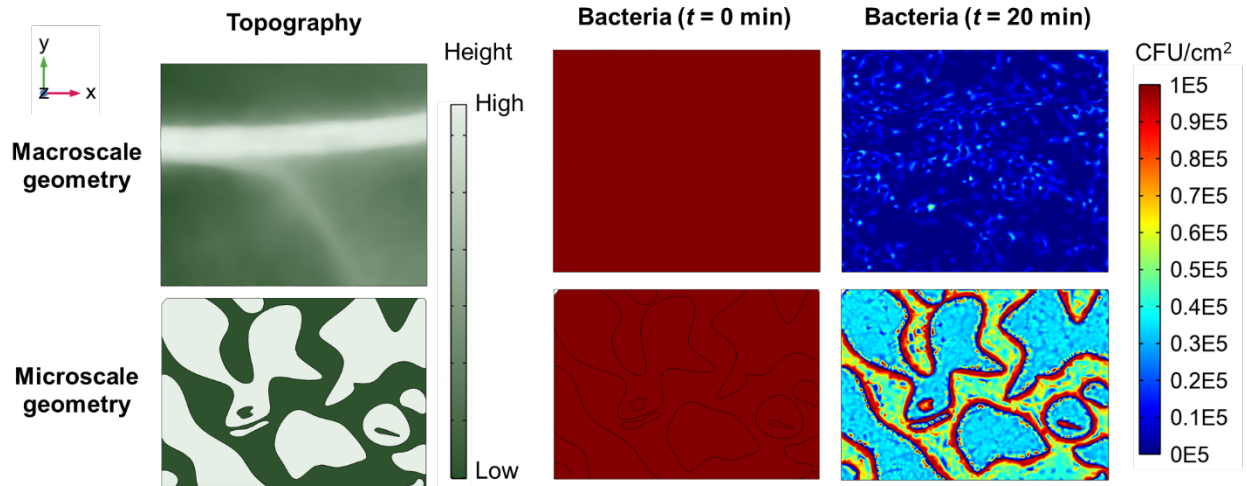 Topography
Bacteria (t = 0 min)
Bacteria (t = 20 min)
y
z
x
Height
High
Low
CFU/cm²
1E5
0.9E5
0.8E5
0.7E5
0.6E5
0.5E5
0.4E5
0.3E5
0.2E5
0.1E5
0E5
Macroscale
geometry
Microscale
geometry